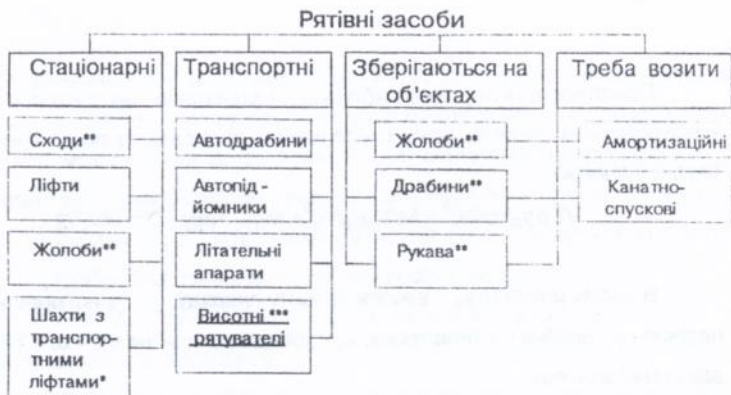 Рятівні засоби
Стаціонарні
Сходи**
Ліфти
Жолоби**
Шахти з
транспор-
тними
ліфтами*
Транспортні
Автодрабини
Автопід -
йомники
Літательні
апарати
Висотні ***
рятувателі
Зберігаються на
об'єктах
Жолоби**
Драбини**
Рукава**
Треба возити
Амортизаційні
Канатно-
спускові